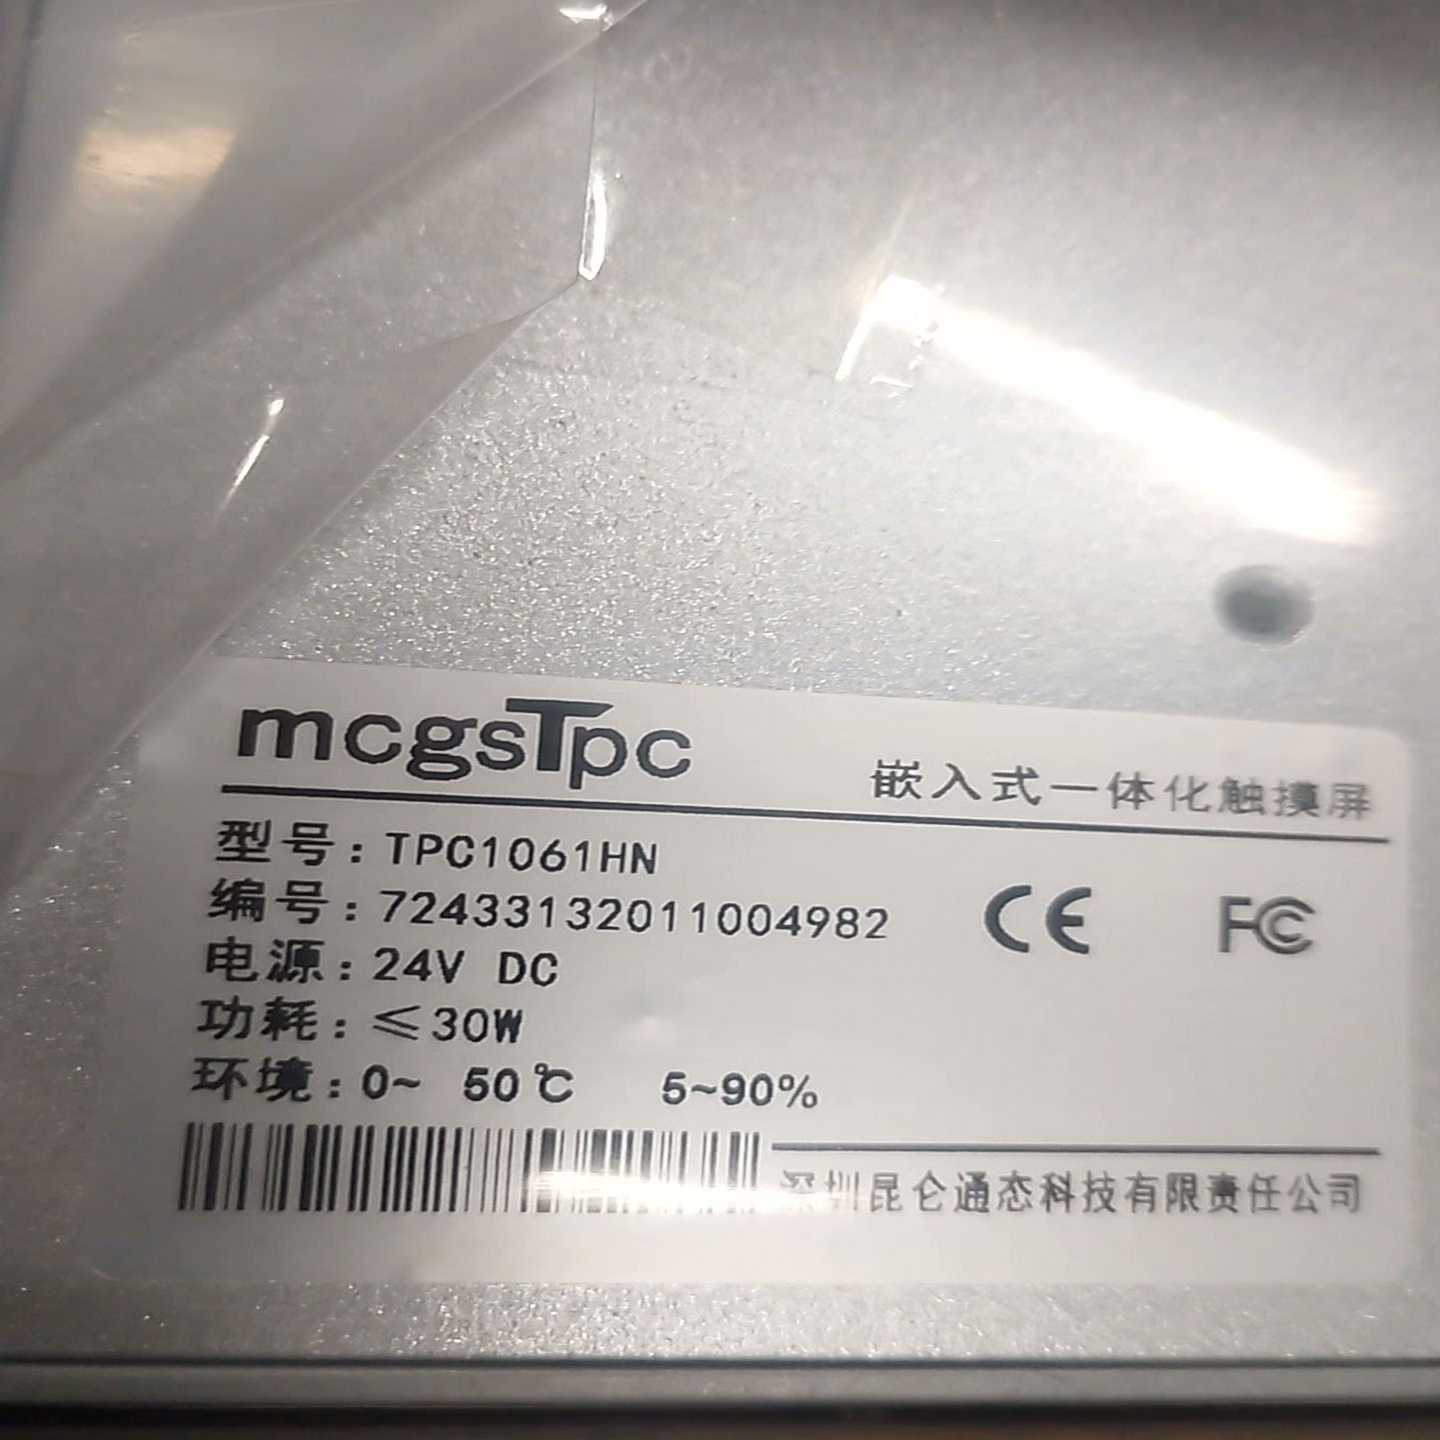 mcgsTpc
嵌入式一体化触摸屏
型号：TPC1061HN
编号：72433132011004982
电源：24V DC
功耗：≤30W
环境：0~ 50℃ 5~90%
CE FC
深圳昆仑通态科技有限责任公司